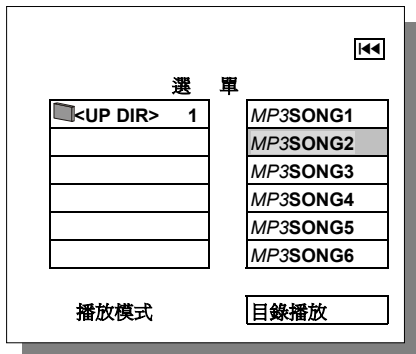 選 單
<UP DIR> 1
MP3SONG1
MP3SONG2
MP3SONG3
MP3SONG4
MP3SONG5
MP3SONG6
播放模式
目錄播放